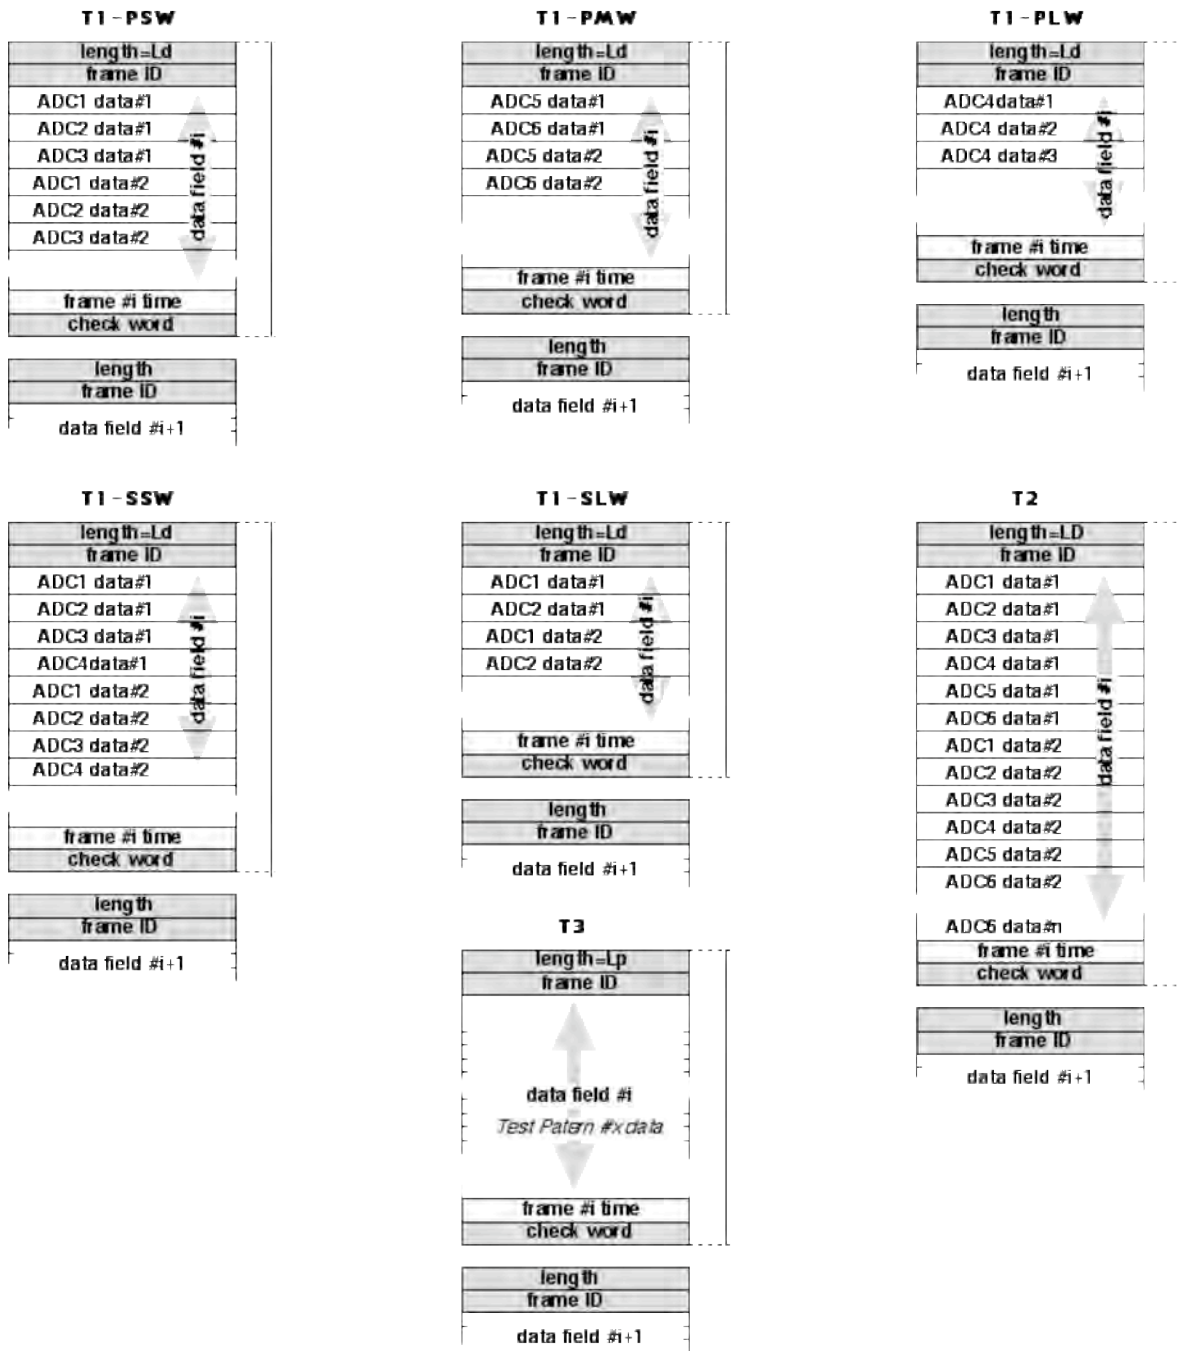 T1-PSW
length=Ld
frame ID
ADC1 data#1
ADC2 data#1
ADC3 data#1
ADC1 data#2
ADC2 data#2
ADC3 data#2
data field #i
frame #i time
check word
length
frame ID
data field #i+1
T1-PMW
length=Ld
frame ID
ADC5 data#1
ADC6 data#1
ADC5 data#2
ADC6 data#2
data field #i
frame #i time
check word
length
frame ID
data field #i+1
T1-PLW
length=Ld
frame ID
ADC4data#1
ADC4 data#2
ADC4 data#3
data field #i
frame #i time
check word
length
frame ID
data field #i+1
T1-SSW
length=Ld
frame ID
ADC1 data#1
ADC2 data#1
ADC3 data#1
ADC4data#1
ADC1 data#2
ADC2 data#2
ADC3 data#2
ADC4 data#2
data field #i
frame #i time
check word
length
frame ID
data field #i+1
T1-SLW
length=Ld
frame ID
ADC1 data#1
ADC2 data#1
ADC1 data#2
ADC2 data#2
data field #i
frame #i time
check word
length
frame ID
data field #i+1
T2
length=LD
frame ID
ADC1 data#1
ADC2 data#1
ADC3 data#1
ADC4 data#1
ADC5 data#1
ADC6 data#1
ADC1 data#2
ADC2 data#2
ADC3 data#2
ADC4 data#2
ADC5 data#2
ADC6 data#2
ADC6 data#n
data field #i
frame #i time
check word
length
frame ID
data field #i+1
T3
length=Lp
frame ID
data field #i
Test Patern #x data
frame #i time
check word
length
frame ID
data field #i+1